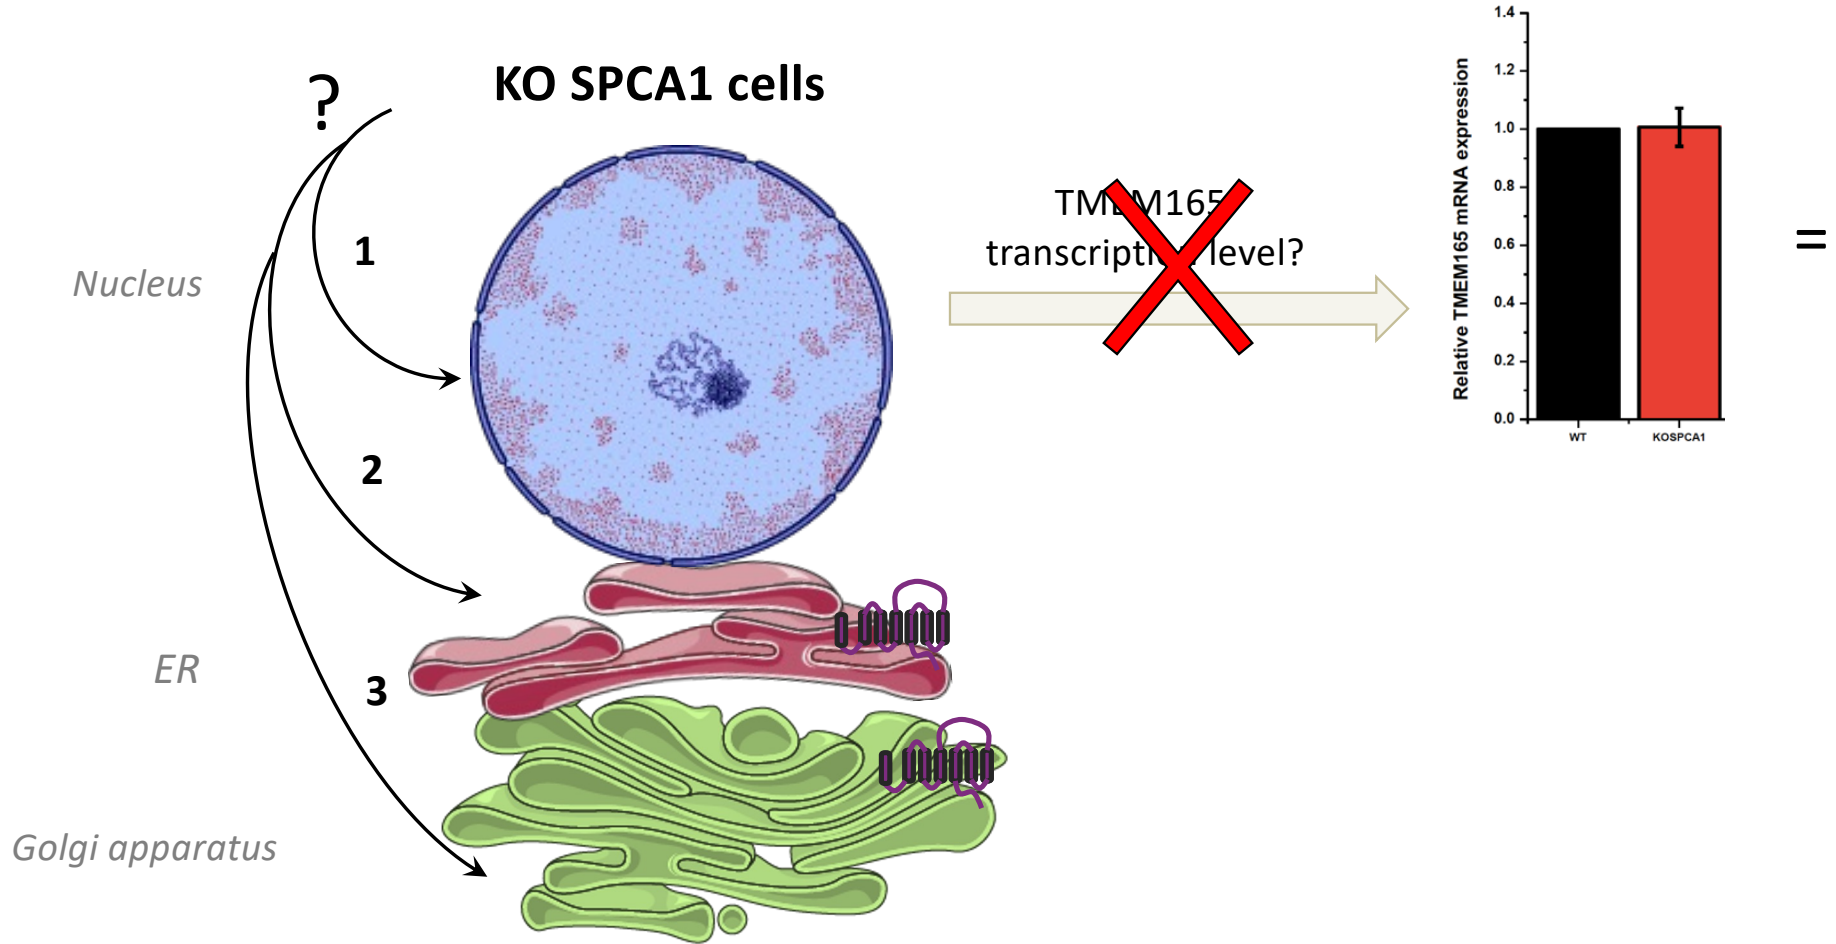 KO SPCA1 cells
?
1
Nucleus
2
ER
3
Golgi apparatus
TMEM165
transcription level?
Relative TMEM165 mRNA expression
1.4
1.2
1.0
0.8
0.6
0.4
0.2
0.0
WT
KOSPCA1
=